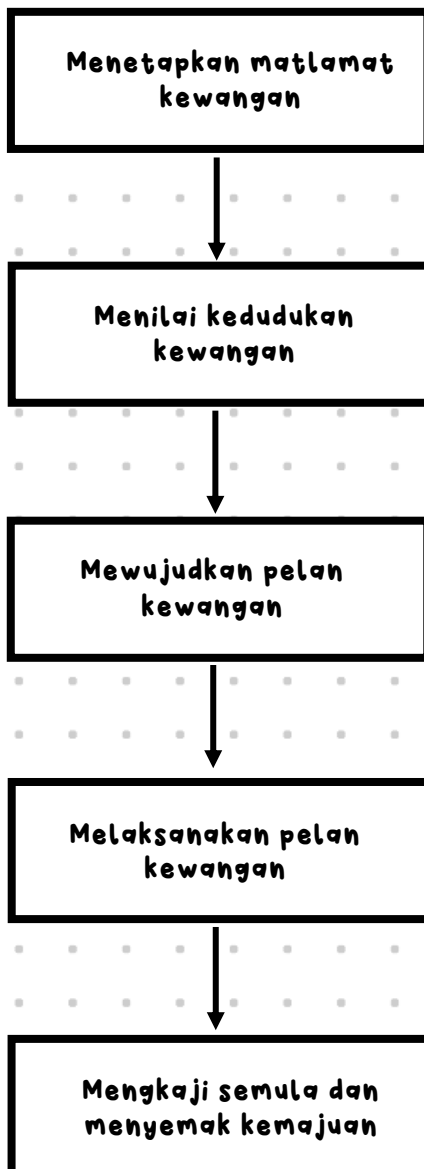 Menetapkan matlamat
kewangan
Menilai kedudukan
kewangan
Mewujudkan pelan
kewangan
Melaksanakan pelan
kewangan
Mengkaji semula dan
menyemak kemajuan